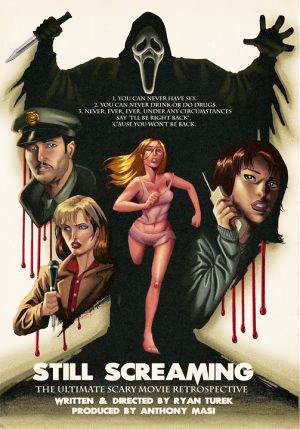 1. YOU CAN NEVER HAVE SEX.
2. YOU CAN NEVER DRINK OR DO DRUGS.
3. NEVER, EVER, EVER, UNDER ANY CIRCUMSTANCES
SAY "I'LL BE RIGHT BACK",
'CAUSE YOU WON'T BE BACK.
STILL SCREAMING
THE ULTIMATE SCARY MOVIE RETROSPECTIVE
WRITTEN & DIRECTED BY RYAN TUREK
PRODUCED BY ANTHONY MASI